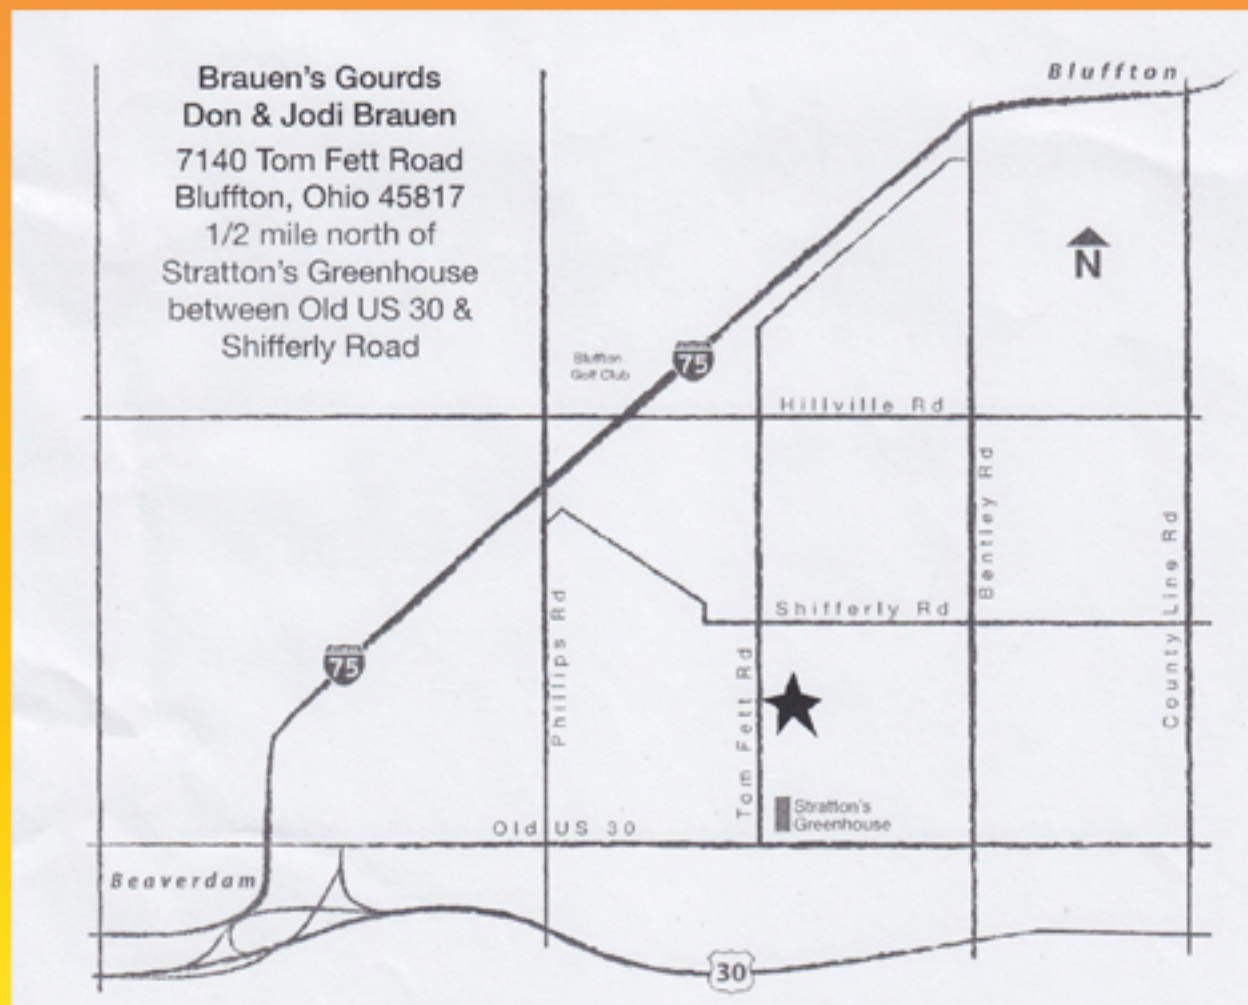 Brauen's Gourds
Don & Jodi Brauen
7140 Tom Fett Road
Bluffton, Ohio 45817
1/2 mile north of
Stratton's Greenhouse
between Old US 30 &
Shifferly Road
Bluffton
N
75
Bluffton
Golf Club
Hillville Rd
Bentley Rd
County Line Rd
Shifferly Rd
Phillips Rd
Tom Fett Rd
75
Stratton's
Greenhouse
Old US 30
Beaverdam
30